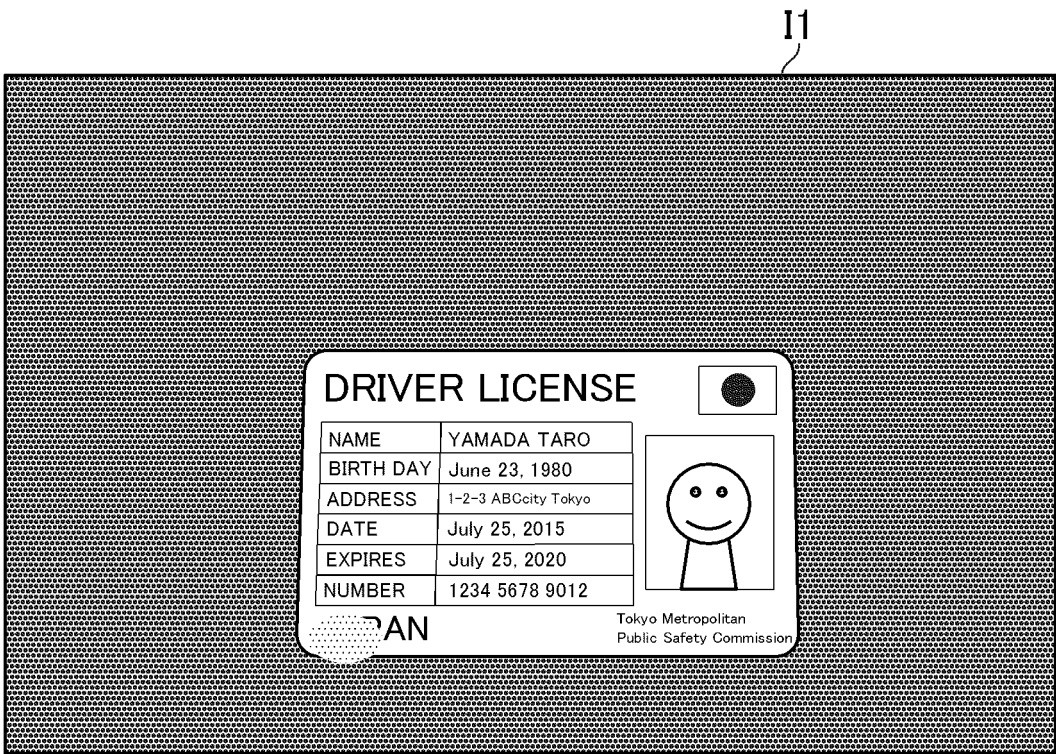 I1
DRIVER LICENSE
NAME YAMADA TARO
BIRTH DAY June 23, 1980
ADDRESS 1-2-3 ABCcity Tokyo
DATE July 25, 2015
EXPIRES July 25, 2020
NUMBER 1234 5678 9012
Tokyo Metropolitan
Public Safety Commission